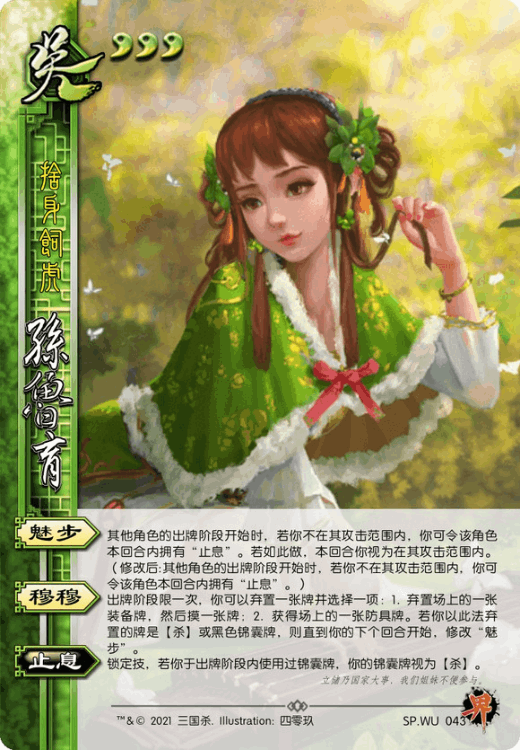 吴
捨身飼虎
孫魯育
魅步
其他角色的出牌阶段开始时，若你不在其攻击范围内，你可令该角色
本回合内拥有“止息”。若如此做，本回合你视为在其攻击范围内。
（修改后:其他角色的出牌阶段开始时，若你不在其攻击范围内，你可
令该角色本回合内拥有“止息”。）
穆穆
出牌阶段限一次，你可以弃置一张牌并选择一项：1. 弃置场上的一张
装备牌，然后摸一张牌；2. 获得场上的一张防具牌。若你以此法弃
置的牌是【杀】或黑色锦囊牌，则直到你的下个回合开始，修改“魅
步”。
止息
锁定技，若你于出牌阶段内使用过锦囊牌，你的锦囊牌视为【杀】。
立储乃国家大事，我们姐妹不便参与。
™&© 2021 三国杀. Illustration: 四零玖
SP.WU 043
界